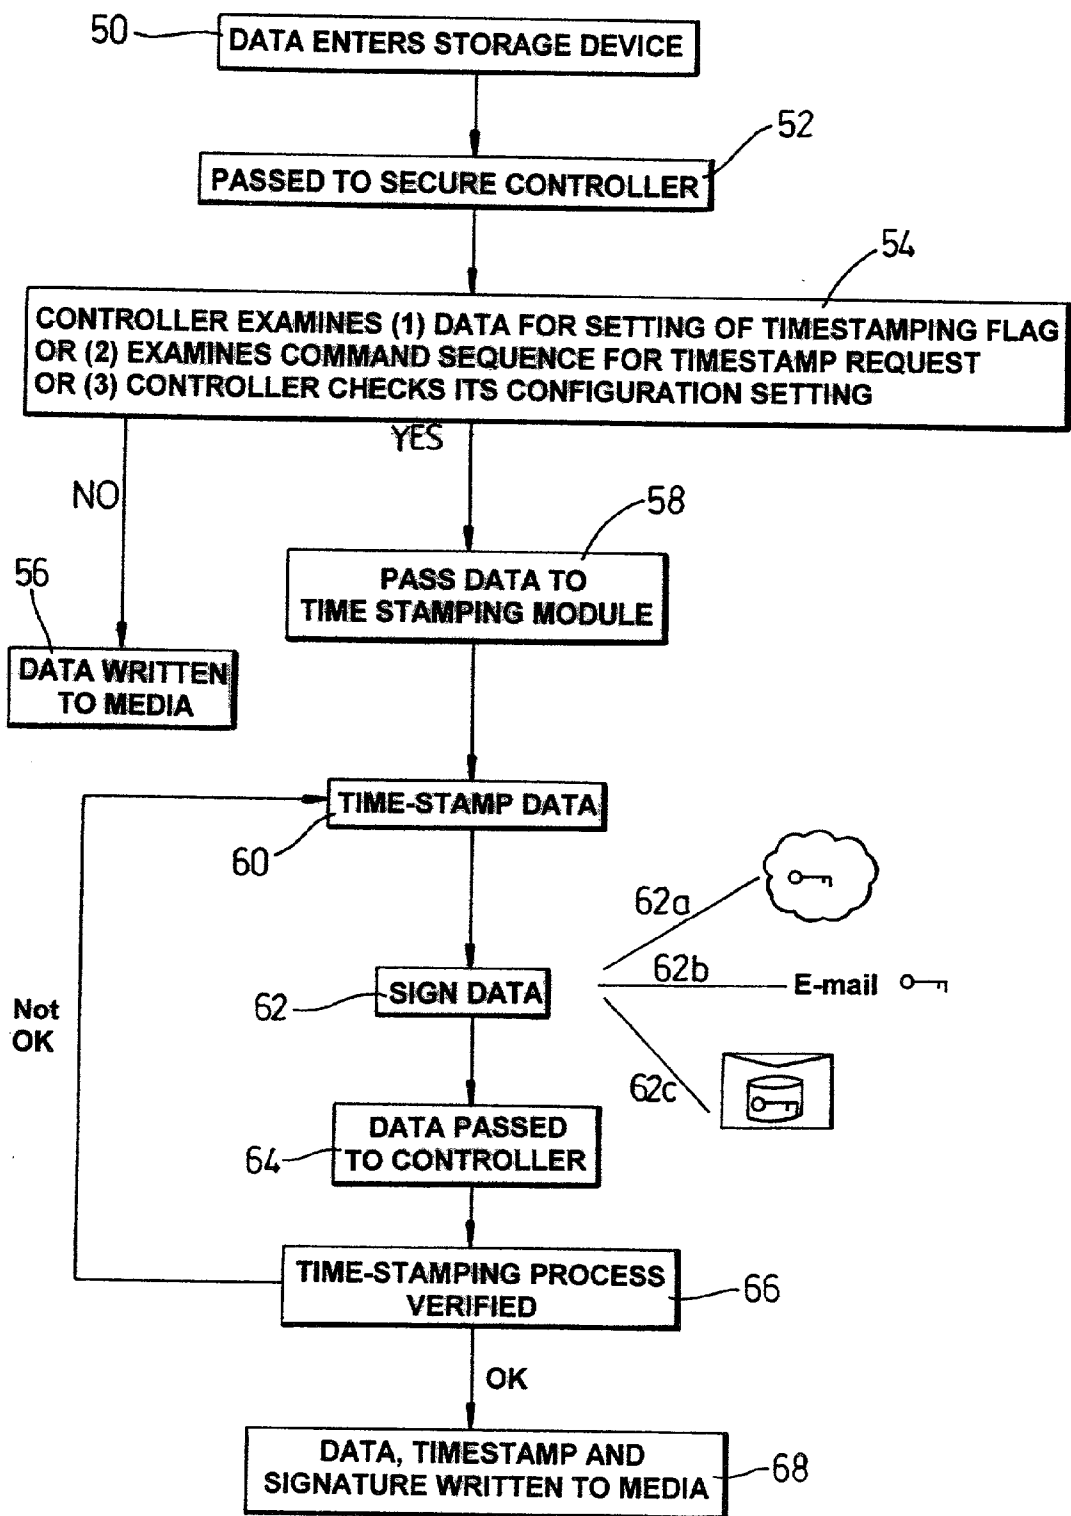 50
DATA ENTERS STORAGE DEVICE
52
PASSED TO SECURE CONTROLLER
54
CONTROLLER EXAMINES (1) DATA FOR SETTING OF TIMESTAMPING FLAG
OR (2) EXAMINES COMMAND SEQUENCE FOR TIMESTAMP REQUEST
OR (3) CONTROLLER CHECKS ITS CONFIGURATION SETTING
YES
NO
58
PASS DATA TO
TIME STAMPING MODULE
56
DATA WRITTEN
TO MEDIA
TIME-STAMP DATA
60
62a
62b
E-mail
SIGN DATA
62
Not
OK
62c
DATA PASSED
TO CONTROLLER
64
TIME-STAMPING PROCESS
VERIFIED
66
OK
DATA, TIMESTAMP AND
SIGNATURE WRITTEN TO MEDIA
68